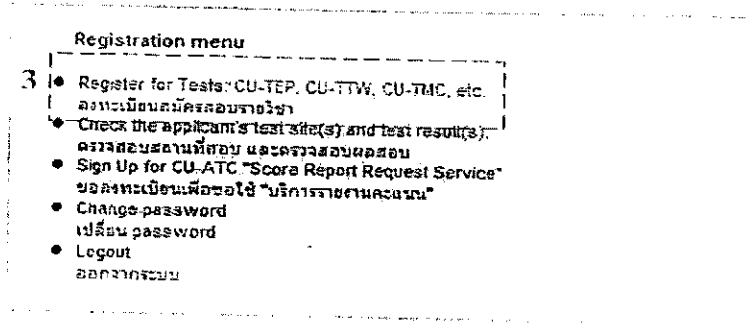 Registration menu
3 ● Register for Tests: CU-TEP, CU-TTW, CU-TMC, etc.
ลงทะเบียนสมัครสอบรายวิชา
● Check the applicant's test site(s) and test result(s).
ตรวจสอบสถานที่สอบ และตรวจสอบผลสอบ
● Sign Up for CU-ATC "Score Report Request Service"
ขอลงทะเบียนเพื่อขอใช้ "บริการรายงานคะแนน"
● Change password
เปลี่ยน password
● Logout
ออกจากระบบ